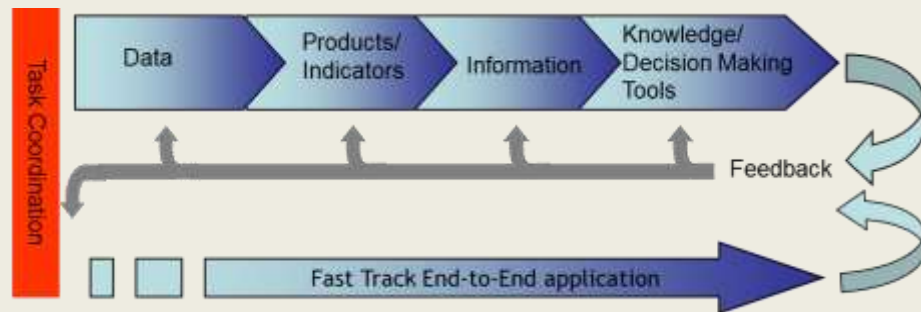 Task Coordination
Data
Products/
Indicators
Information
Knowledge/
Decision Making
Tools
Feedback
Fast Track End-to-End application